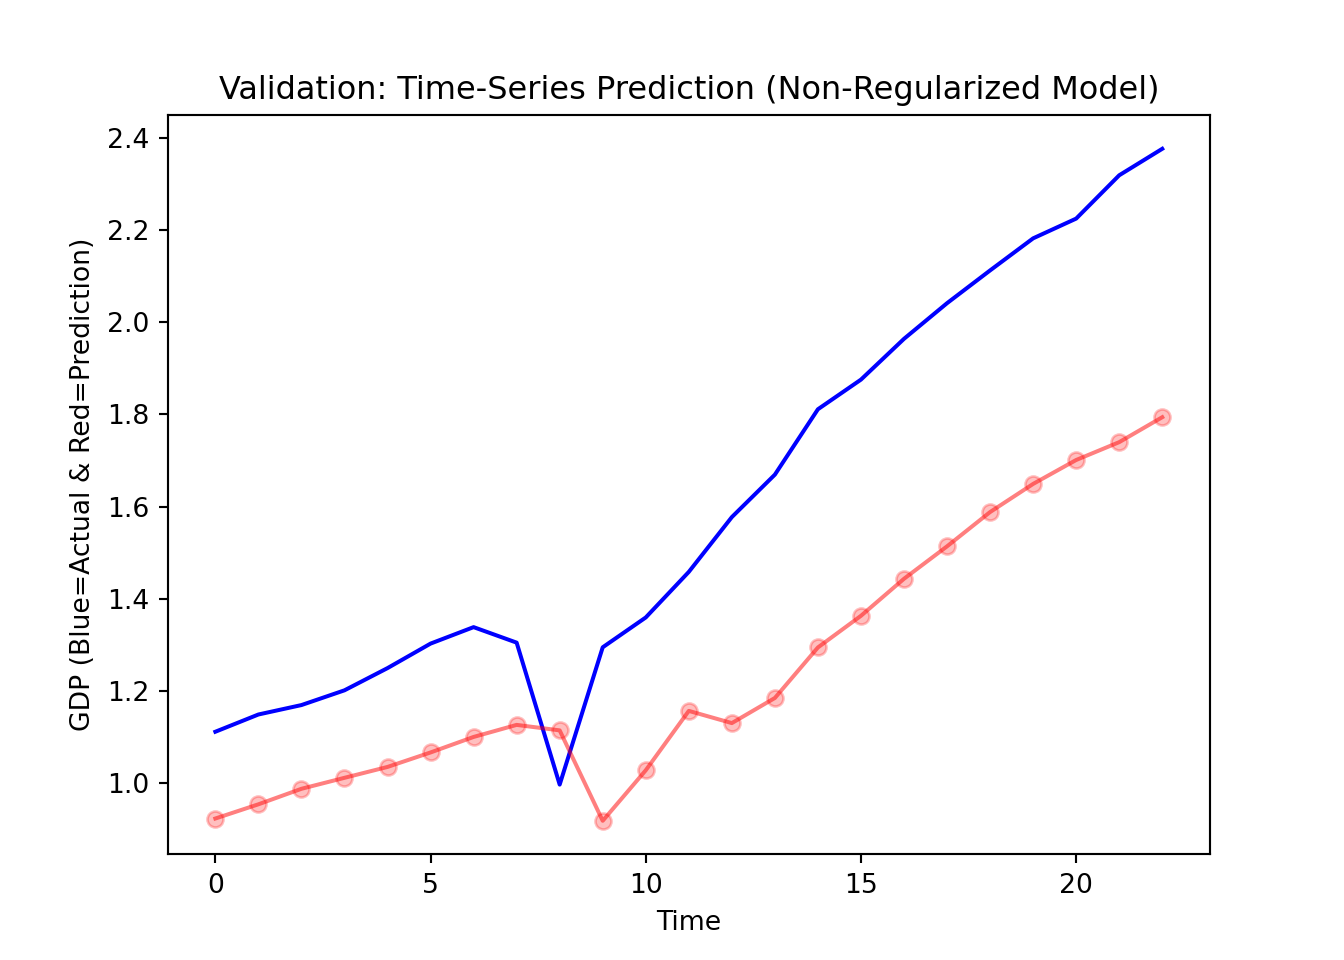 Validation: Time-Series Prediction (Non-Regularized Model)
GDP (Blue=Actual & Red=Prediction)
2.4
2.2
2.0
1.8
1.6
1.4
1.2
1.0
0 5 10 15 20
Time